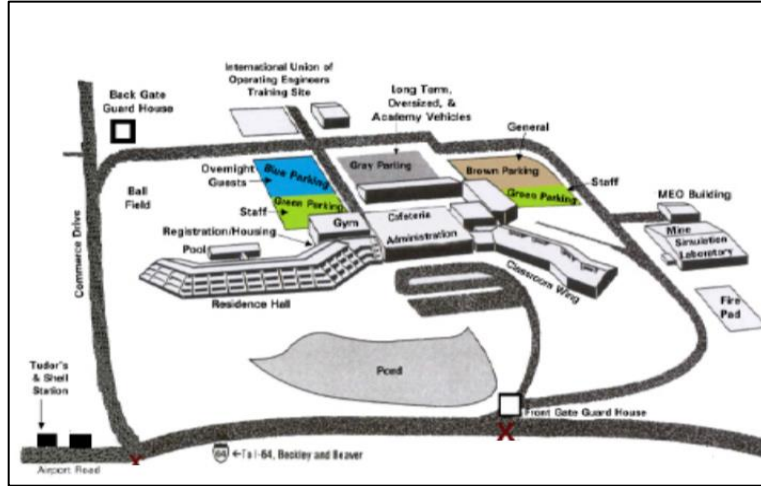 International Union of
Operating Engineers
Training Site
Back Gate
Guard House
Long Term,
Oversized, &
Academy Vehicles
General
Overnight
Guests
Blue Parking
Gray Parking
Brown Parking
Staff
Green Parking
Ball
Field
Staff
Green Parking
MEO Building
Registration/Housing
Gym
Cafeteria
Administration
Mine
Simulation
Laboratory
Pool
Commerce Drive
Residence Hall
Classroom Wing
Fire
Pad
Pond
Tudor's
& Shell
Station
Front Gate Guard House
X
x
64
←To I-64, Beckley and Beaver
Airport Road